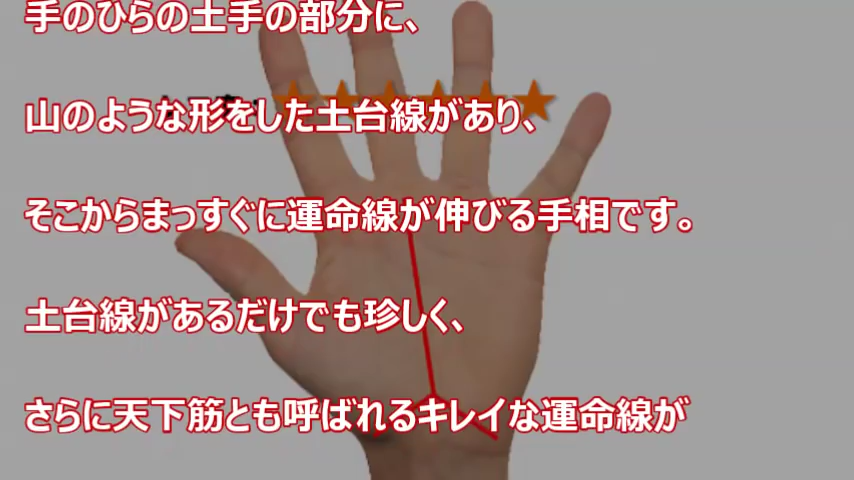 手のひらの土手の部分に、
山のような形をした土台線があり、
そこからまっすぐに運命線が伸びる手相です。
土台線があるだけでも珍しく、
さらに天下筋とも呼ばれるキレイな運命線が